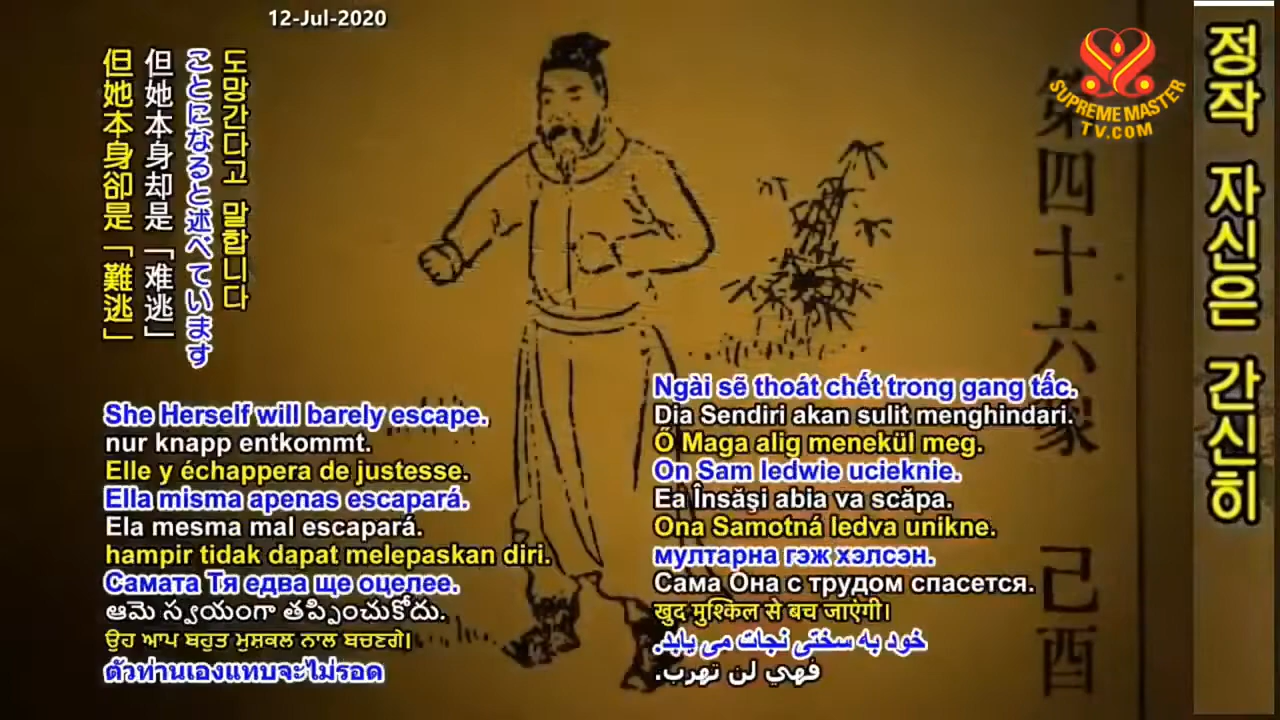 12-Jul-2020
SUPREME MASTER
TV.COM
정작 자신은 간신히
도망간다고 말합니다
ことになると述べています
但她本身却是「难逃」
但她本身卻是「難逃」
第四十六象 己酉
She Herself will barely escape.
nur knapp entkommt.
Elle y échappera de justesse.
Ella misma apenas escapará.
Ela mesma mal escapará.
hampir tidak dapat melepaskan diri.
Самата Тя едва ще оцелее.
ఆమె స్వయంగా తప్పించుకోదు.
ਉਹ ਆਪ ਬਹੁਤ ਮੁਸ਼ਕਲ ਨਾਲ ਬਚਣਗੇ।
ตัวท่านเองแทบจะไม่รอด
Ngài sẽ thoát chết trong gang tấc.
Dia Sendiri akan sulit menghindari.
Ő Maga alig menekül meg.
On Sam ledwie ucieknie.
Ea Însăşi abia va scăpa.
Ona Samotná ledva unikne.
мултарна гэж хэлсэн.
Сама Она с трудом спасется.
खुद मुश्किल से बच जाएंगी।
خود به سختی نجات می یابد.
فهي لن تهرب.